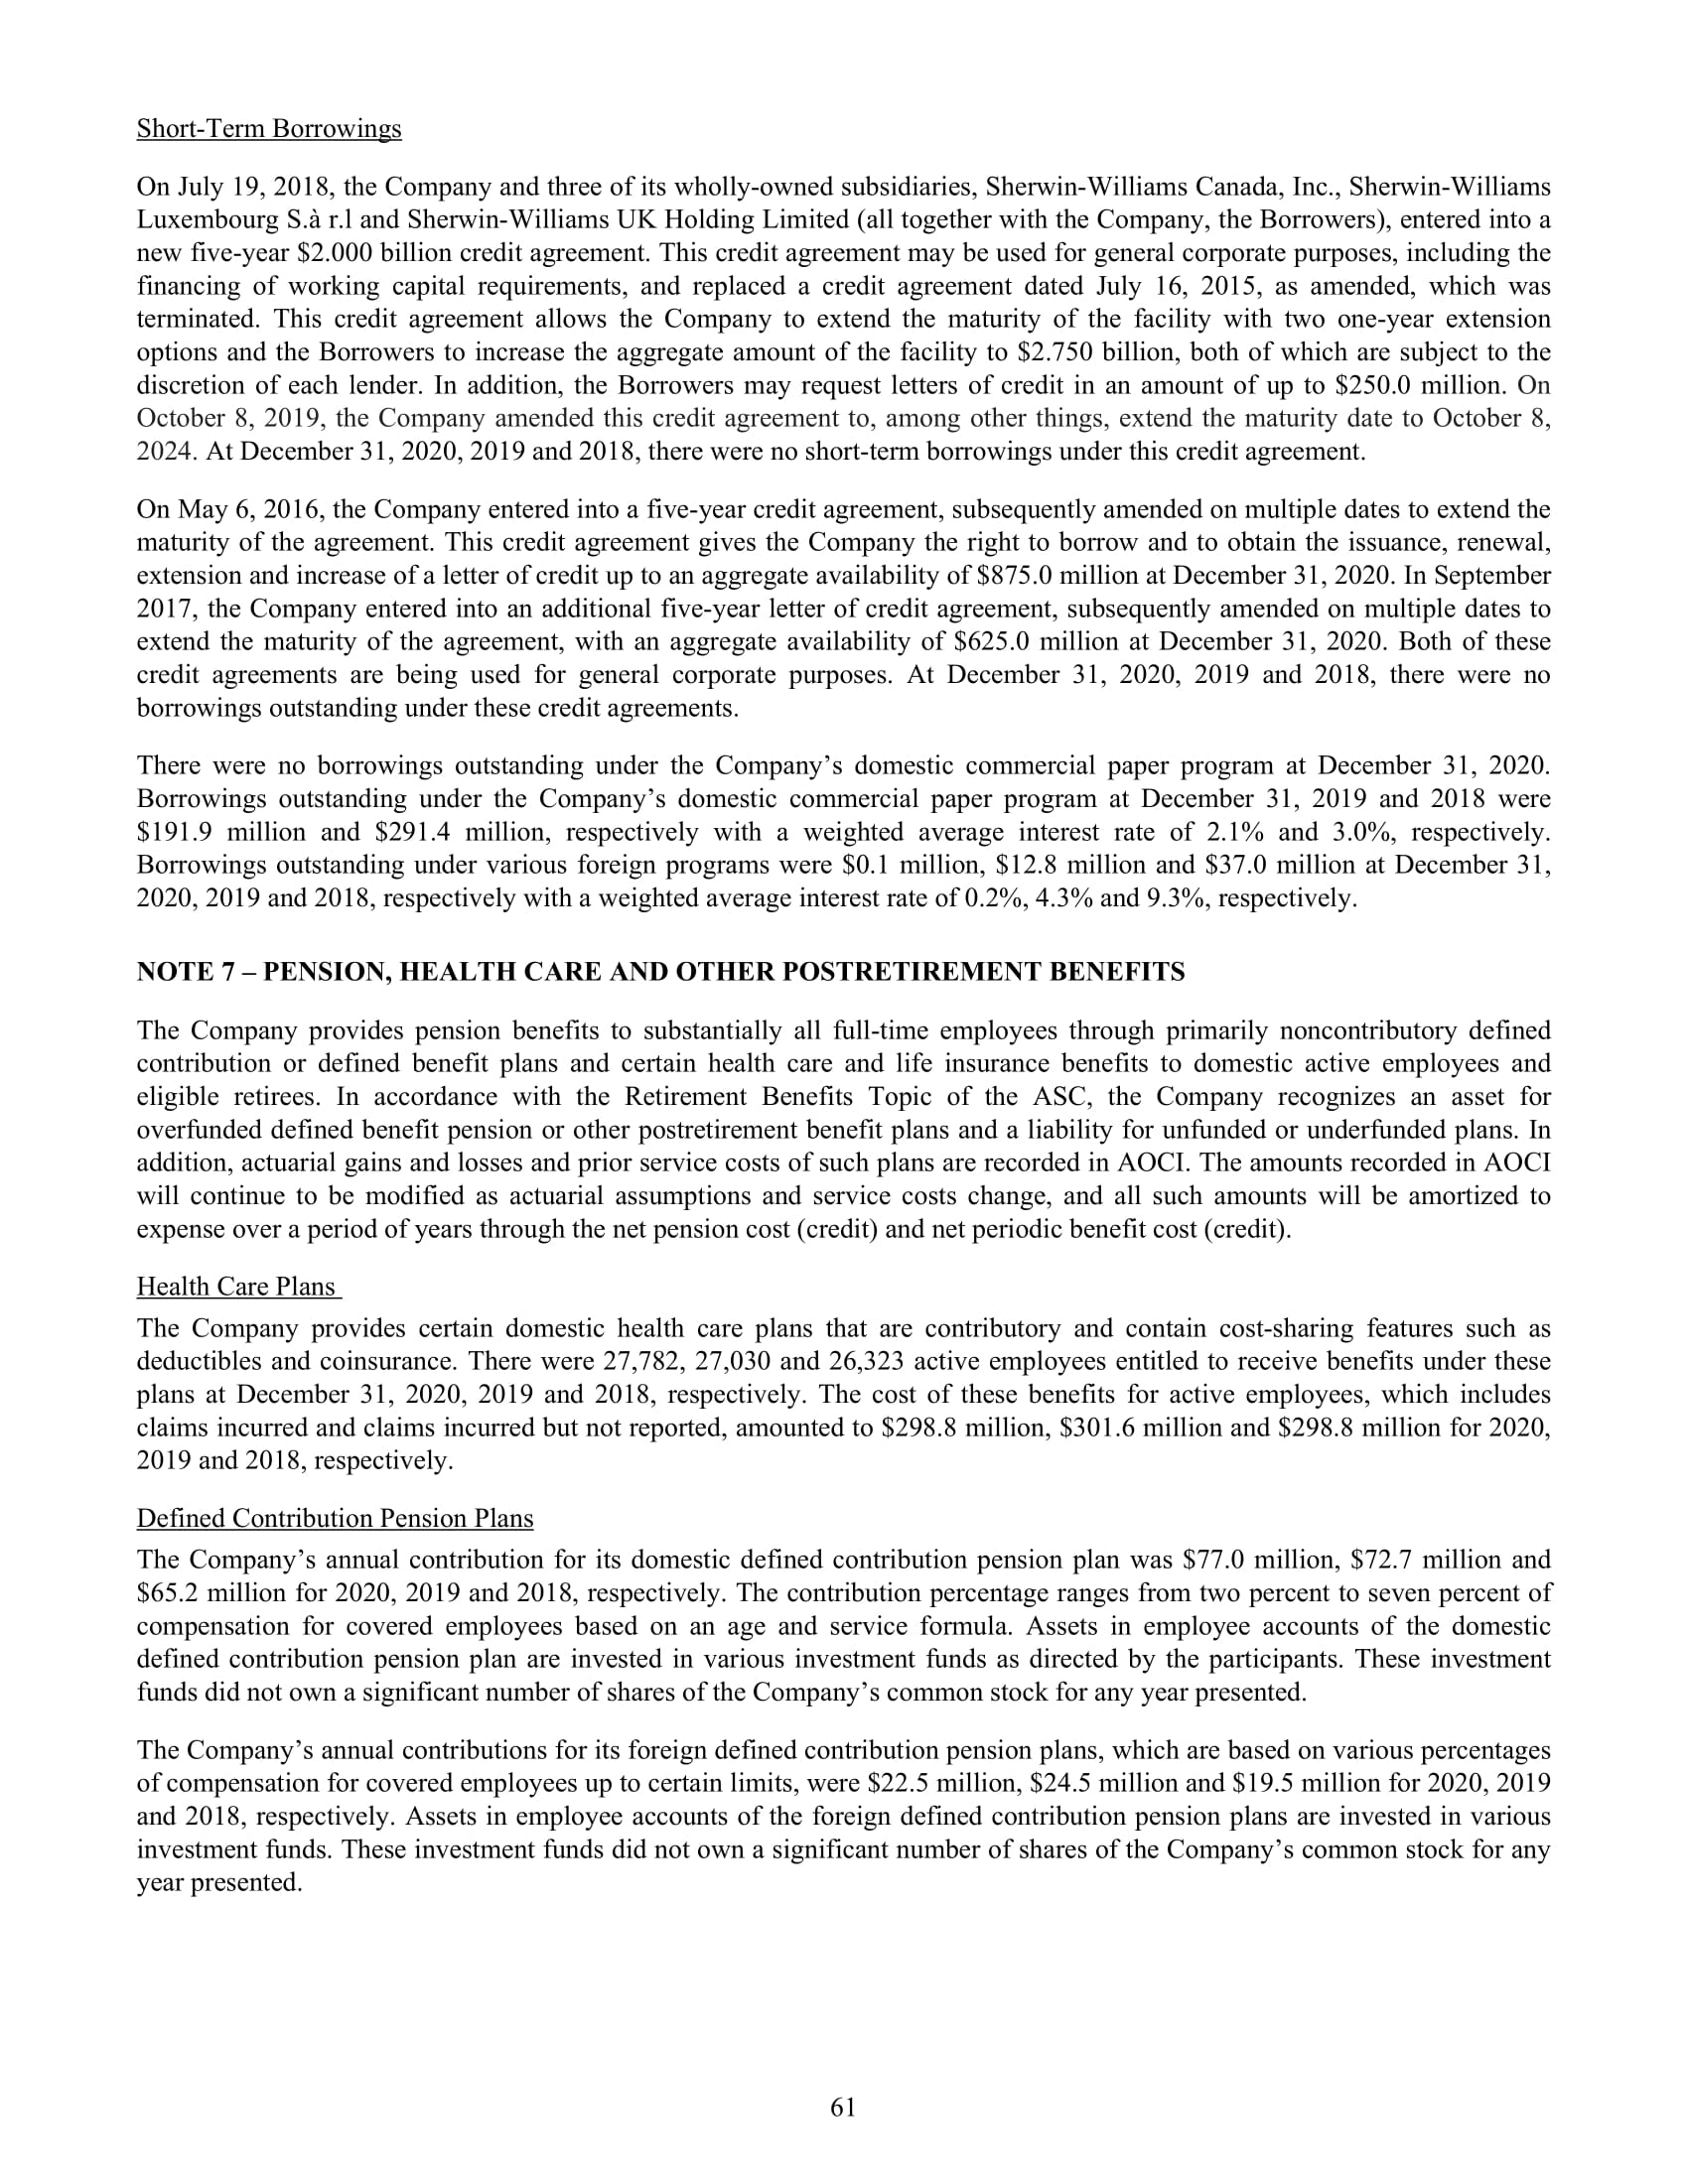 Short-Term Borrowings
On July 19, 2018, the Company and three of its wholly-owned subsidiaries, Sherwin-Williams Canada, Inc., Sherwin-Williams
Luxembourg S.à r.l and Sherwin-Williams UK Holding Limited (all together with the Company, the Borrowers), entered into a
new five-year $2.000 billion credit agreement. This credit agreement may be used for general corporate purposes, including the
financing of working capital requirements, and replaced a credit agreement dated July 16, 2015, as amended, which was
terminated. This credit agreement allows the Company to extend the maturity of the facility with two one-year extension
options and the Borrowers to increase the aggregate amount of the facility to $2.750 billion, both of which are subject to the
discretion of each lender. In addition, the Borrowers may request letters of credit in an amount of up to $250.0 million. On
October 8, 2019, the Company amended this credit agreement to, among other things, extend the maturity date to October 8,
2024. At December 31, 2020, 2019 and 2018, there were no short-term borrowings under this credit agreement.
On May 6, 2016, the Company entered into a five-year credit agreement, subsequently amended on multiple dates to extend the
maturity of the agreement. This credit agreement gives the Company the right to borrow and to obtain the issuance, renewal,
extension and increase of a letter of credit up to an aggregate availability of $875.0 million at December 31, 2020. In September
2017, the Company entered into an additional five-year letter of credit agreement, subsequently amended on multiple dates to
extend the maturity of the agreement, with an aggregate availability of $625.0 million at December 31, 2020. Both of these
credit agreements are being used for general corporate purposes. At December 31, 2020, 2019 and 2018, there were no
borrowings outstanding under these credit agreements.
There were no borrowings outstanding under the Company’s domestic commercial paper program at December 31, 2020.
Borrowings outstanding under the Company’s domestic commercial paper program at December 31, 2019 and 2018 were
$191.9 million and $291.4 million, respectively with a weighted average interest rate of 2.1% and 3.0%, respectively.
Borrowings outstanding under various foreign programs were $0.1 million, $12.8 million and $37.0 million at December 31,
2020, 2019 and 2018, respectively with a weighted average interest rate of 0.2%, 4.3% and 9.3%, respectively.
NOTE 7 – PENSION, HEALTH CARE AND OTHER POSTRETIREMENT BENEFITS
The Company provides pension benefits to substantially all full-time employees through primarily noncontributory defined
contribution or defined benefit plans and certain health care and life insurance benefits to domestic active employees and
eligible retirees. In accordance with the Retirement Benefits Topic of the ASC, the Company recognizes an asset for
overfunded defined benefit pension or other postretirement benefit plans and a liability for unfunded or underfunded plans. In
addition, actuarial gains and losses and prior service costs of such plans are recorded in AOCI. The amounts recorded in AOCI
will continue to be modified as actuarial assumptions and service costs change, and all such amounts will be amortized to
expense over a period of years through the net pension cost (credit) and net periodic benefit cost (credit).
Health Care Plans
The Company provides certain domestic health care plans that are contributory and contain cost-sharing features such as
deductibles and coinsurance. There were 27,782, 27,030 and 26,323 active employees entitled to receive benefits under these
plans at December 31, 2020, 2019 and 2018, respectively. The cost of these benefits for active employees, which includes
claims incurred and claims incurred but not reported, amounted to $298.8 million, $301.6 million and $298.8 million for 2020,
2019 and 2018, respectively.
Defined Contribution Pension Plans
The Company’s annual contribution for its domestic defined contribution pension plan was $77.0 million, $72.7 million and
$65.2 million for 2020, 2019 and 2018, respectively. The contribution percentage ranges from two percent to seven percent of
compensation for covered employees based on an age and service formula. Assets in employee accounts of the domestic
defined contribution pension plan are invested in various investment funds as directed by the participants. These investment
funds did not own a significant number of shares of the Company’s common stock for any year presented.
The Company’s annual contributions for its foreign defined contribution pension plans, which are based on various percentages
of compensation for covered employees up to certain limits, were $22.5 million, $24.5 million and $19.5 million for 2020, 2019
and 2018, respectively. Assets in employee accounts of the foreign defined contribution pension plans are invested in various
investment funds. These investment funds did not own a significant number of shares of the Company’s common stock for any
year presented.
61